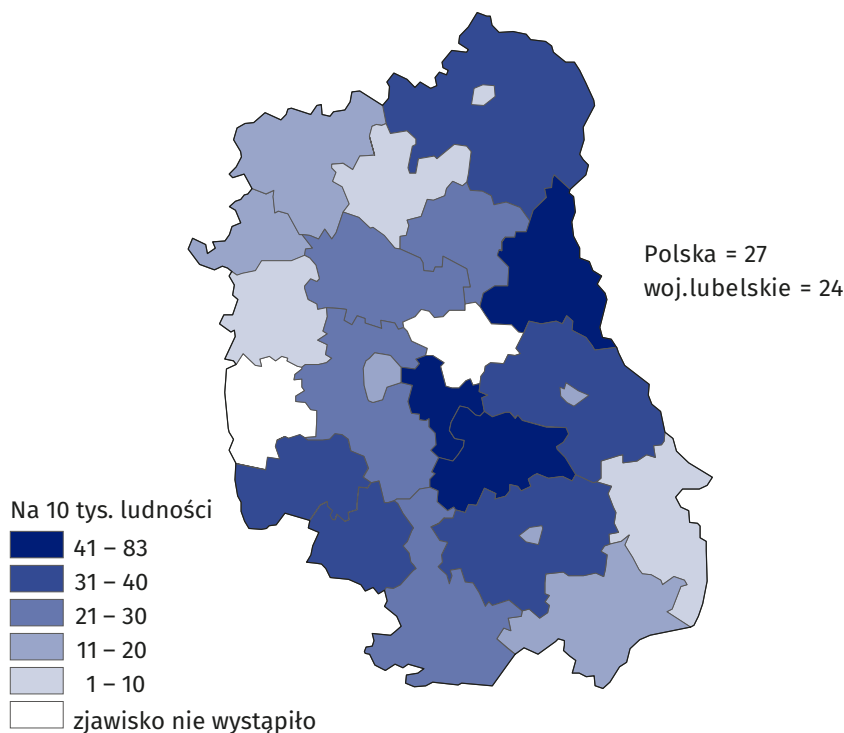 Polska = 27
woj.lubelskie = 24
Na 10 tys. ludności
41 – 83
31 – 40
21 – 30
11 – 20
1 – 10
zjawisko nie wystąpiło